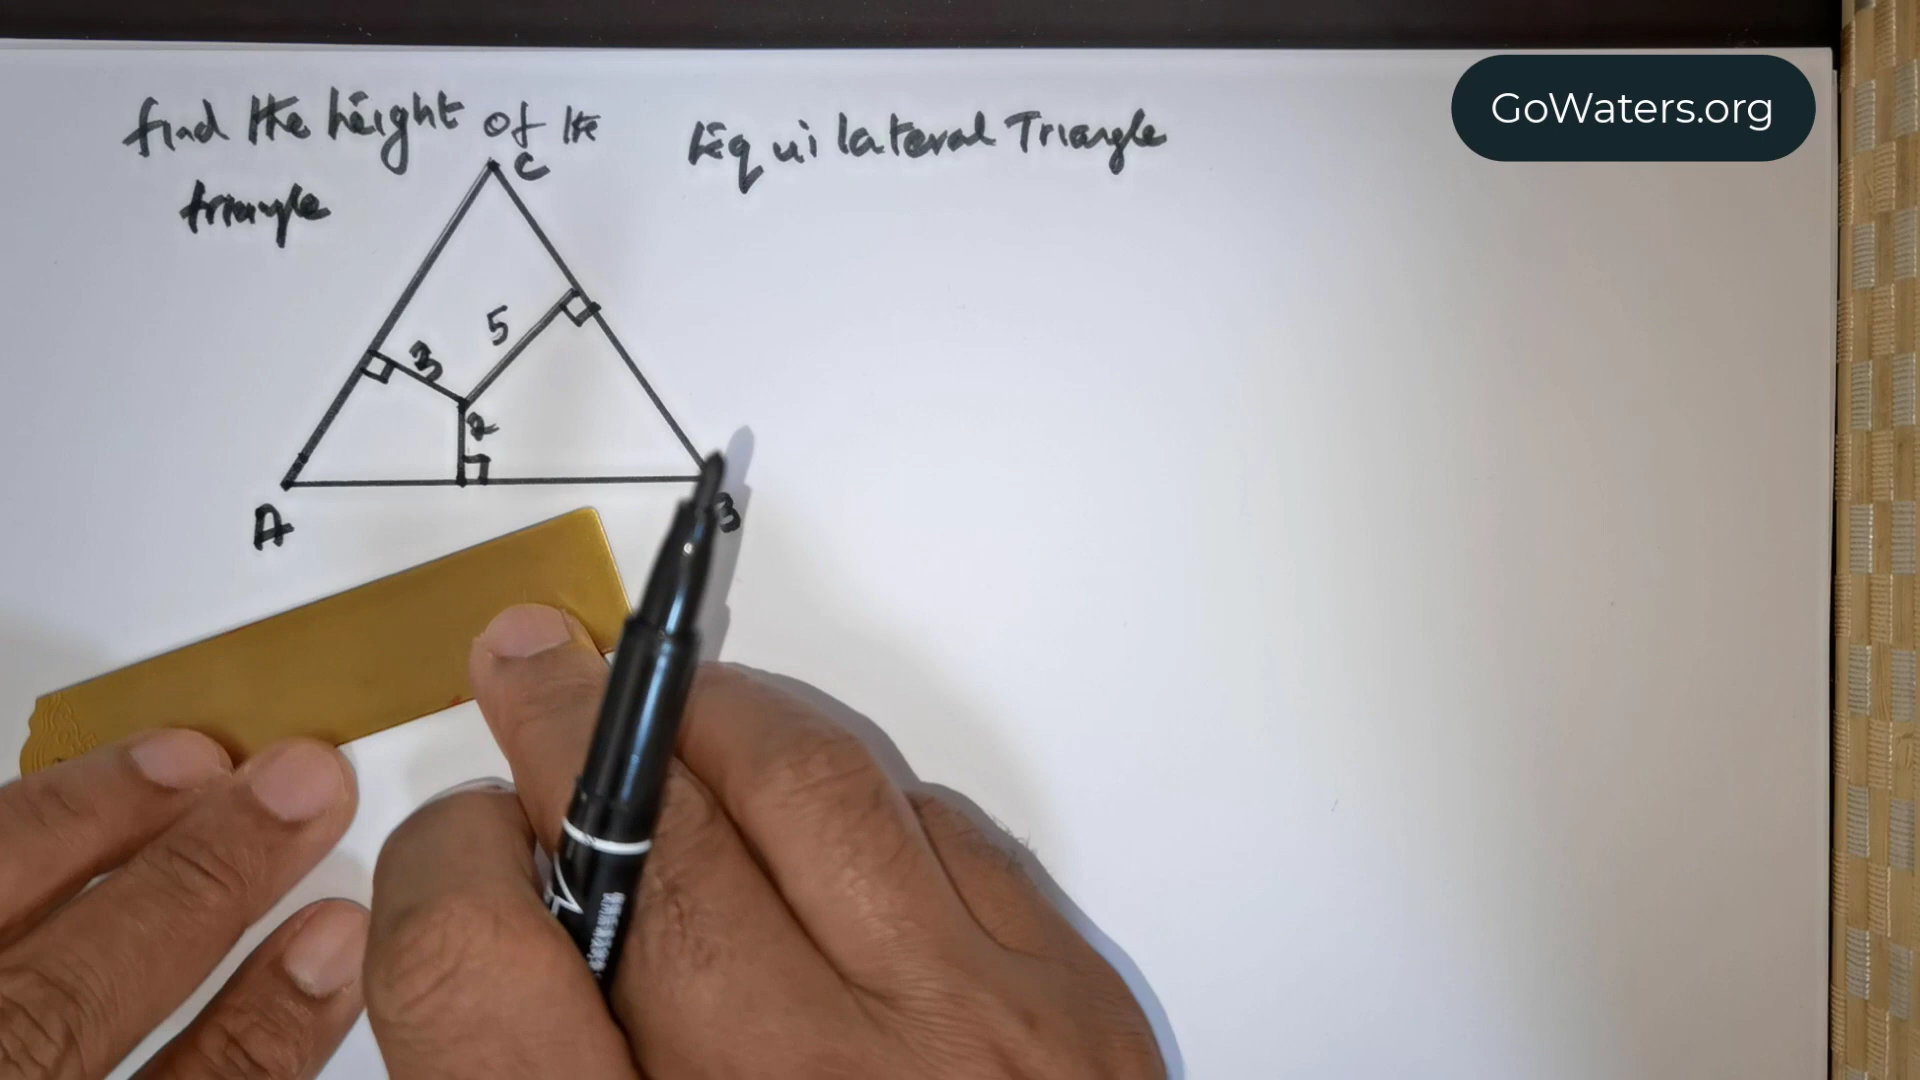 GoWaters.org
find the height of the
triangle
Equilateral Triangle
C
5
3
2
A
B